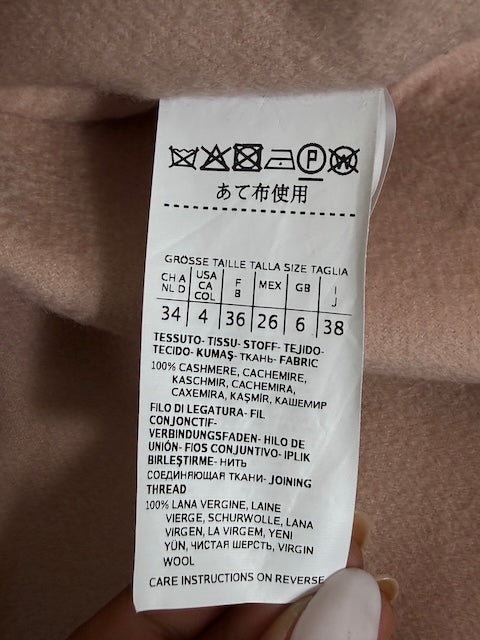 P W
あて布使用
GRÖSSE TAILLE TALLA SIZE TAGLIA
CH A NL D USA CA COL F B MEX GB I J
34 4 36 26 6 38
TESSUTO- TISSU- STOFF- TEJIDO-
TECIDO- KUMAŞ- ТКАНЬ- FABRIC
100% CASHMERE, CACHEMIRE,
KASCHMIR, CACHEMIRA,
CAXEMIRA, KAŞMİR, КАШЕМИР
FILO DI LEGATURA- FIL
CONJONCTIF-
VERBINDUNGSFADEN- HILO DE
UNIÓN- FIOS CONJUNTIVO- IPLIK
BIRLEŞTIRME- НИТЬ
СОЕДИНЯЮЩАЯ ТКАНИ- JOINING
THREAD
100% LANA VERGINE, LAINE
VIERGE, SCHURWOLLE, LANA
VIRGEN, LA VIRGEM, YENI
YÜN, ЧИСТАЯ ШЕРСТЬ, VIRGIN
WOOL
CARE INSTRUCTIONS ON REVERSE